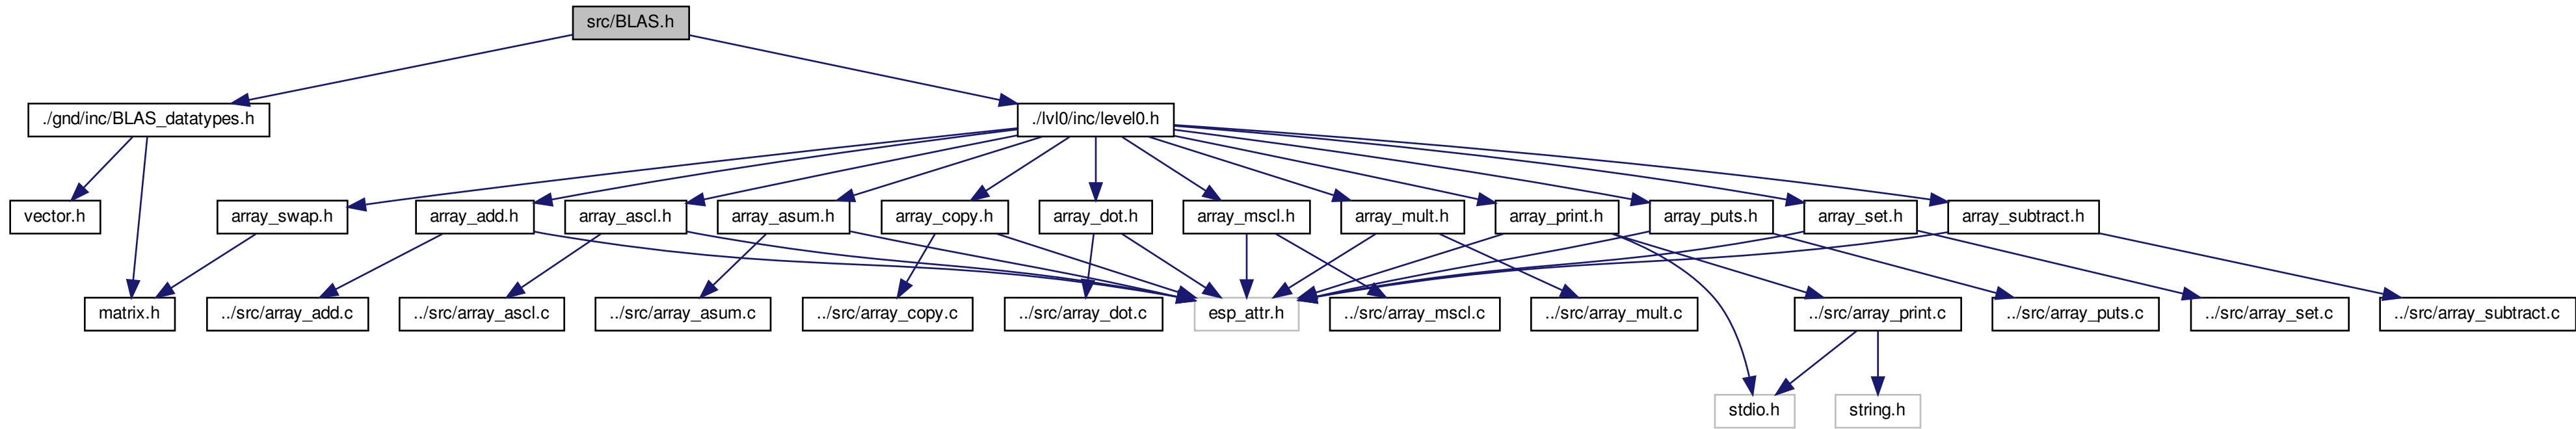 src/BLAS.h
./gnd/inc/BLAS_datatypes.h
./lvl0/inc/level0.h
vector.h
array_swap.h
array_add.h
array_ascl.h
array_asum.h
array_copy.h
array_dot.h
array_mscl.h
array_mult.h
array_print.h
array_puts.h
array_set.h
array_subtract.h
matrix.h
../src/array_add.c
../src/array_ascl.c
../src/array_asum.c
../src/array_copy.c
../src/array_dot.c
esp_attr.h
../src/array_mscl.c
../src/array_mult.c
../src/array_print.c
../src/array_puts.c
../src/array_set.c
../src/array_subtract.c
stdio.h
string.h